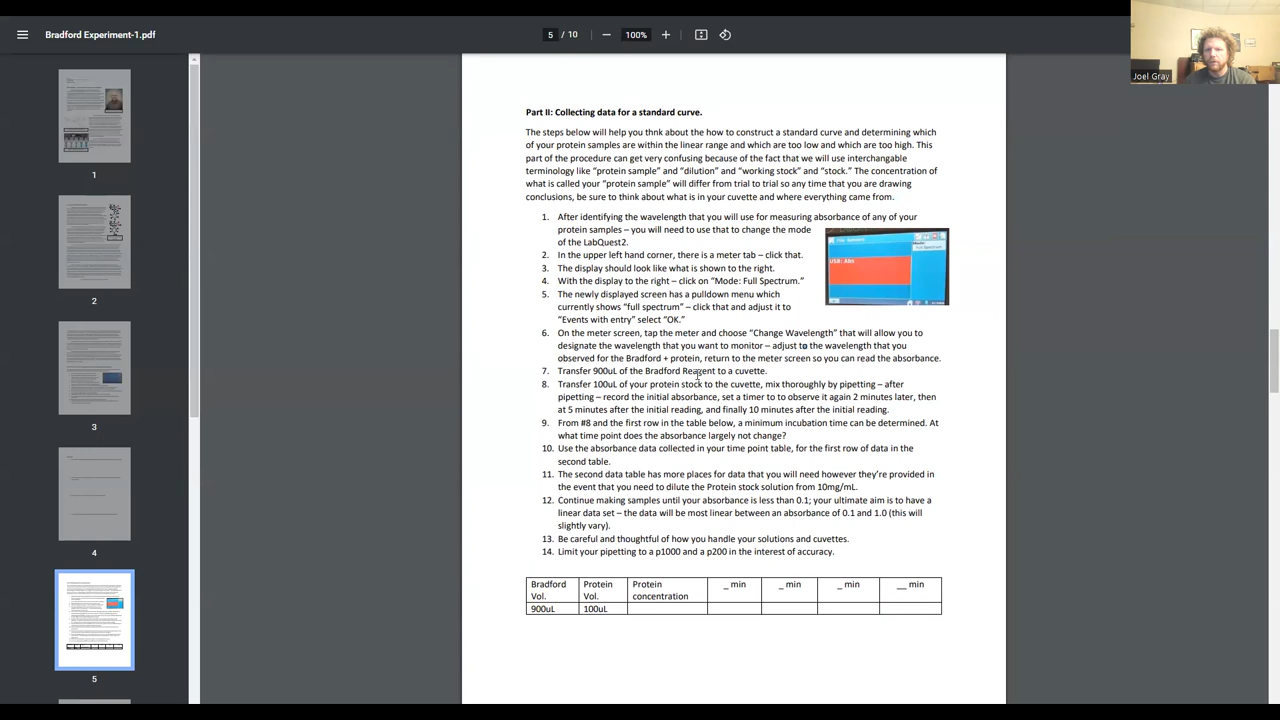 Bradford Experiment-1.pdf
5 / 10
100%
Joel Gray
1
2
3
4
5
Part II: Collecting data for a standard curve.
The steps below will help you thnk about the how to construct a standard curve and determining which
of your protein samples are within the linear range and which are too low and which are too high. This
part of the procedure can get very confusing because of the fact that we will use interchangable
terminology like “protein sample” and “dilution” and “working stock” and “stock.” The concentration of
what is called your “protein sample” will differ from trial to trial so any time that you are drawing
conclusions, be sure to think about what is in your cuvette and where everything came from.
1. After identifying the wavelength that you will use for measuring absorbance of any of your
protein samples – you will need to use that to change the mode
of the LabQuest2.
2. In the upper left hand corner, there is a meter tab – click that.
3. The display should look like what is shown to the right.
4. With the display to the right – click on “Mode: Full Spectrum.”
5. The newly displayed screen has a pulldown menu which
currently shows “full spectrum” – click that and adjust it to
“Events with entry” select “OK.”
USB: Abs
Mode:
Full Spectrum
6. On the meter screen, tap the meter and choose “Change Wavelength” that will allow you to
designate the wavelength that you want to monitor – adjust to the wavelength that you
observed for the Bradford + protein, return to the meter screen so you can read the absorbance.
7. Transfer 900uL of the Bradford Reagent to a cuvette.
8. Transfer 100uL of your protein stock to the cuvette, mix thoroughly by pipetting – after
pipetting – record the initial absorbance, set a timer to to observe it again 2 minutes later, then
at 5 minutes after the initial reading, and finally 10 minutes after the initial reading.
9. From #8 and the first row in the table below, a minimum incubation time can be determined. At
what time point does the absorbance largely not change?
10. Use the absorbance data collected in your time point table, for the first row of data in the
second table.
11. The second data table has more places for data that you will need however they’re provided in
the event that you need to dilute the Protein stock solution from 10mg/mL.
12. Continue making samples until your absorbance is less than 0.1; your ultimate aim is to have a
linear data set – the data will be most linear between an absorbance of 0.1 and 1.0 (this will
slightly vary).
13. Be careful and thoughtful of how you handle your solutions and cuvettes.
14. Limit your pipetting to a p1000 and a p200 in the interest of accuracy.
Bradford Protein Protein _ min _ min _ min __ min
Vol. Vol. concentration
900uL 100uL